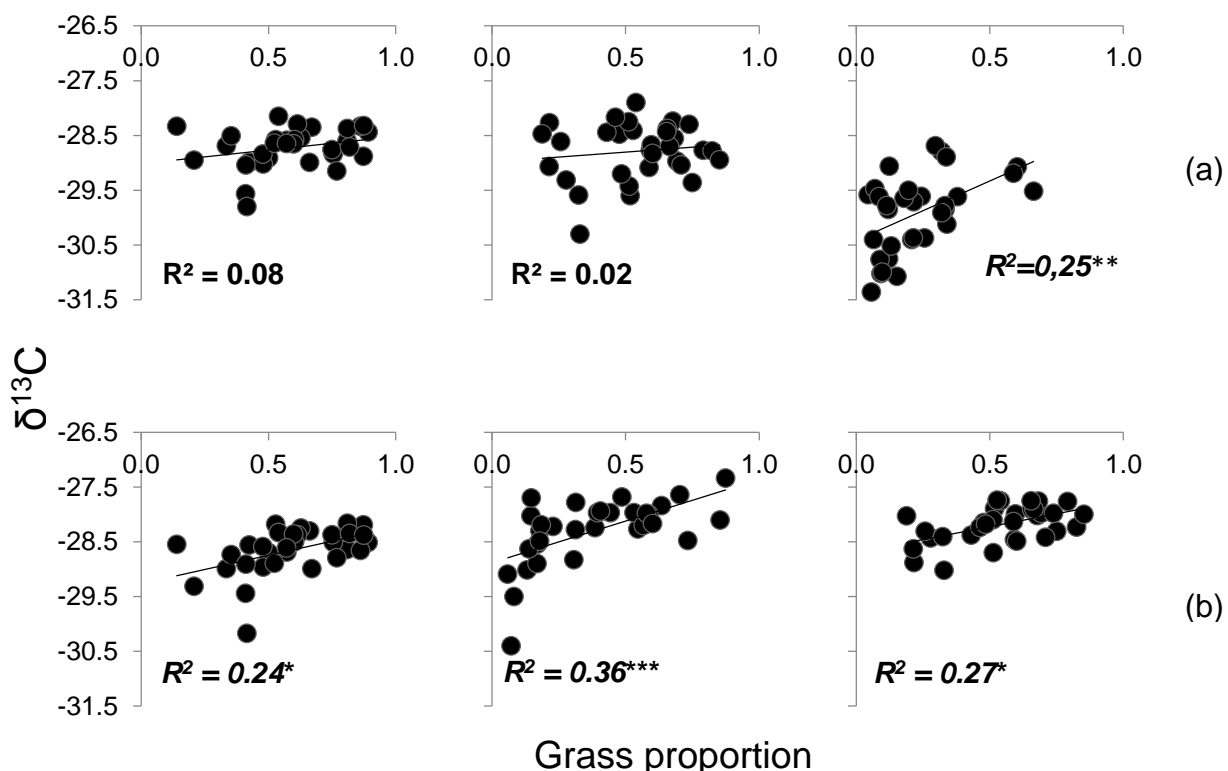 -26.5
-27.5
-28.5
-29.5
-30.5
-31.5
0.0 0.5 1.0
R² = 0.08
0.0 0.5 1.0
R² = 0.02
0.0 0.5 1.0
R²=0,25**
(a)
δ¹³C
-26.5
-27.5
-28.5
-29.5
-30.5
-31.5
0.0 0.5 1.0
R² = 0.24*
0.0 0.5 1.0
R² = 0.36***
0.0 0.5 1.0
R² = 0.27*
(b)
Grass proportion